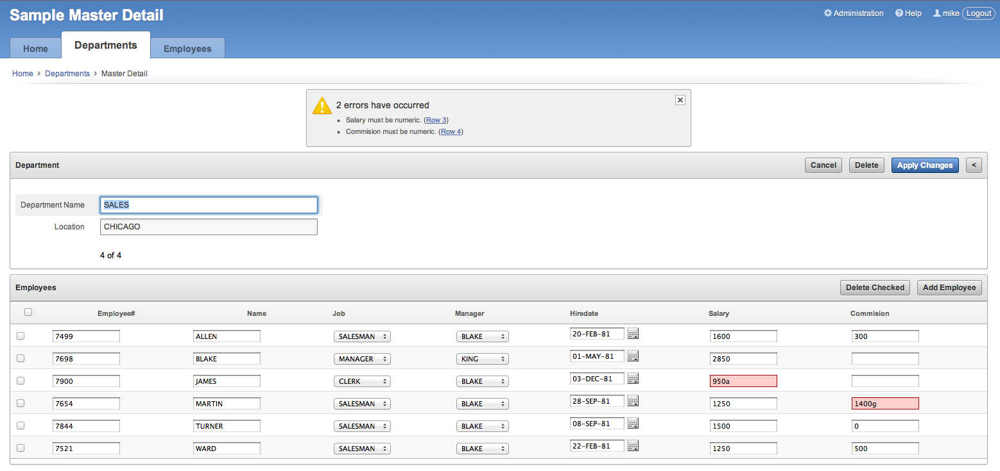 Sample Master Detail
Administration Help mike Logout
Home Departments Employees
Home > Departments > Master Detail
2 errors have occurred
• Salary must be numeric. (Row 3)
• Commision must be numeric. (Row 4)
Department Cancel Delete Apply Changes <
Department Name SALES
Location CHICAGO
4 of 4
Employees Delete Checked Add Employee
Employee# Name Job Manager Hiredate Salary Commision
7499 ALLEN SALESMAN BLAKE 20-FEB-81 1600 300
7698 BLAKE MANAGER KING 01-MAY-81 2850
7900 JAMES CLERK BLAKE 03-DEC-81 950a
7654 MARTIN SALESMAN BLAKE 28-SEP-81 1250 1400g
7844 TURNER SALESMAN BLAKE 08-SEP-81 1500 0
7521 WARD SALESMAN BLAKE 22-FEB-81 1250 500